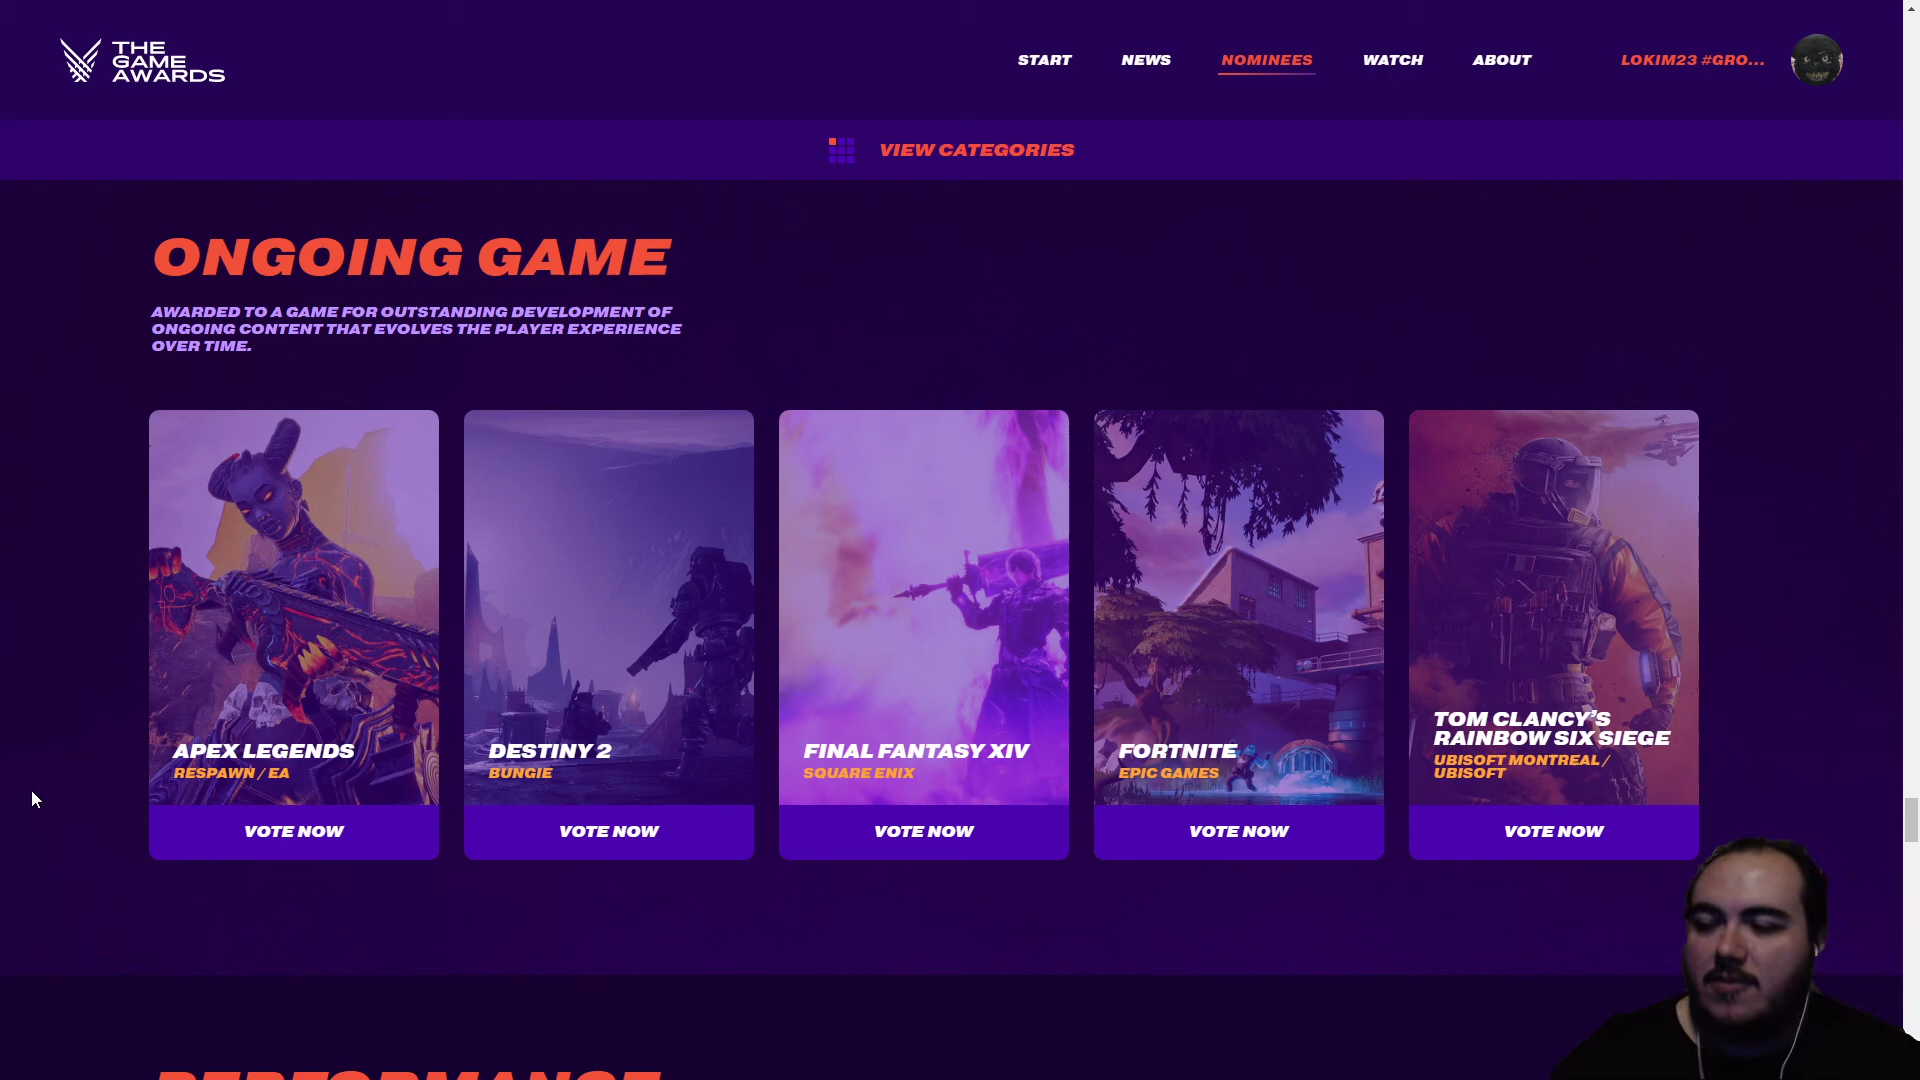 THE
GAME
AWARDS
START NEWS NOMINEES WATCH ABOUT LOKIM23 #GRO...
VIEW CATEGORIES
ONGOING GAME
AWARDED TO A GAME FOR OUTSTANDING DEVELOPMENT OF
ONGOING CONTENT THAT EVOLVES THE PLAYER EXPERIENCE
OVER TIME.
APEX LEGENDS
RESPAWN / EA
VOTE NOW
DESTINY 2
BUNGIE
VOTE NOW
FINAL FANTASY XIV
SQUARE ENIX
VOTE NOW
FORTNITE
EPIC GAMES
VOTE NOW
TOM CLANCY'S
RAINBOW SIX SIEGE
UBISOFT MONTREAL /
UBISOFT
VOTE NOW
PERFORMANCE